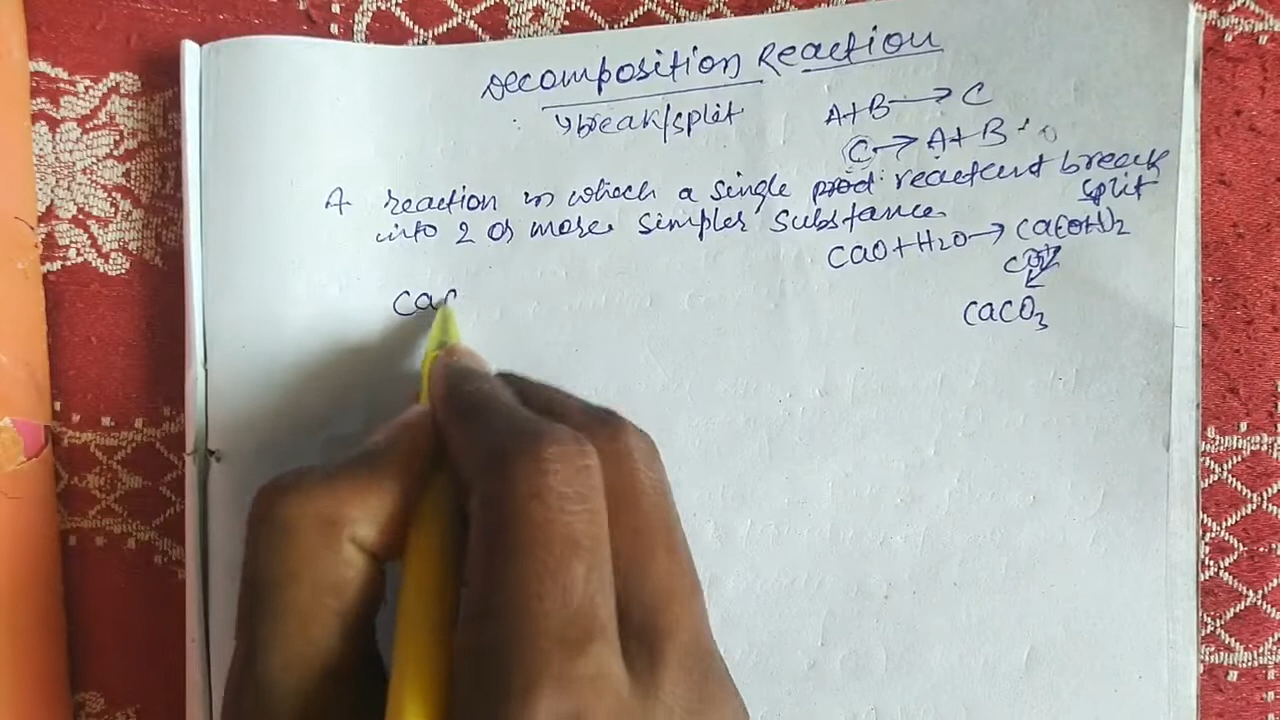 Decomposition Reaction
↳break/split
A+B → C
C → A+B
A reaction in which a single reactant break
split
into 2 or more simpler substance
CaO+H2O → Ca(OH)2
CaCO3
Ca